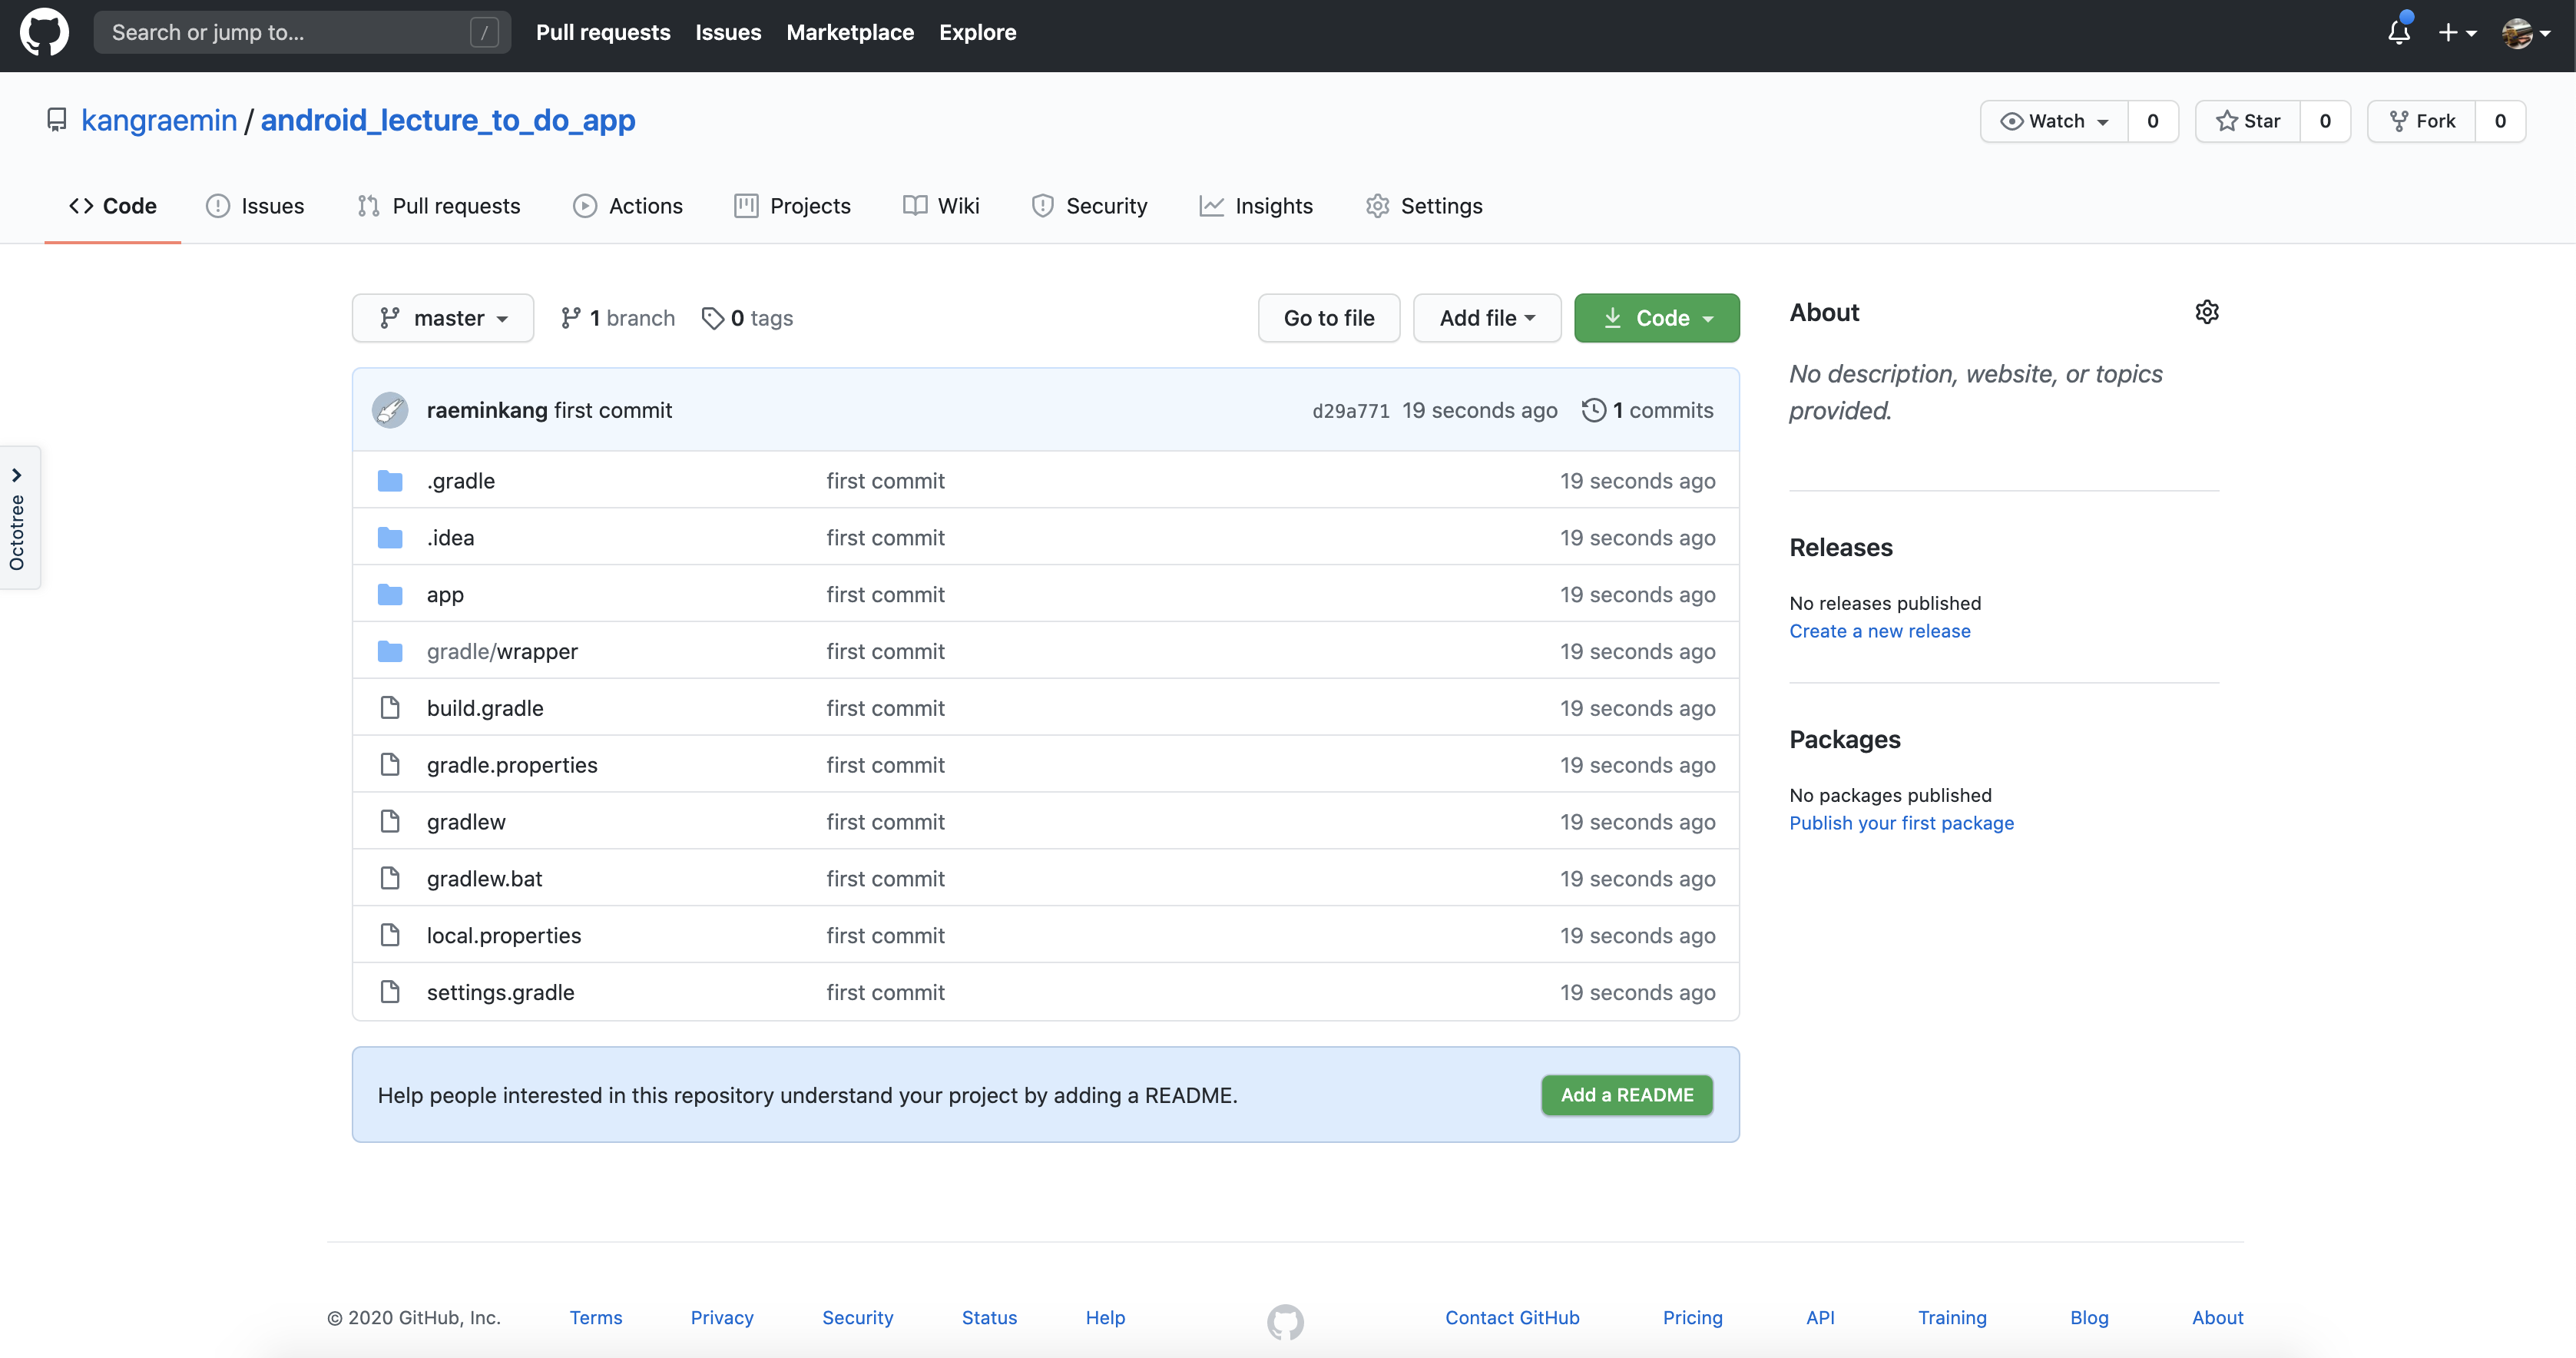 Search or jump to... / Pull requests Issues Marketplace Explore
kangraemin / android_lecture_to_do_app Watch 0 Star 0 Fork 0
Code Issues Pull requests Actions Projects Wiki Security Insights Settings
master 1 branch 0 tags Go to file Add file Code
raeminkang first commit d29a771 19 seconds ago 1 commits
.gradle first commit 19 seconds ago
.idea first commit 19 seconds ago
app first commit 19 seconds ago
gradle/wrapper first commit 19 seconds ago
build.gradle first commit 19 seconds ago
gradle.properties first commit 19 seconds ago
gradlew first commit 19 seconds ago
gradlew.bat first commit 19 seconds ago
local.properties first commit 19 seconds ago
settings.gradle first commit 19 seconds ago
Help people interested in this repository understand your project by adding a README. Add a README
About
No description, website, or topics
provided.
Releases
No releases published
Create a new release
Packages
No packages published
Publish your first package
Octotree
© 2020 GitHub, Inc. Terms Privacy Security Status Help Contact GitHub Pricing API Training Blog About